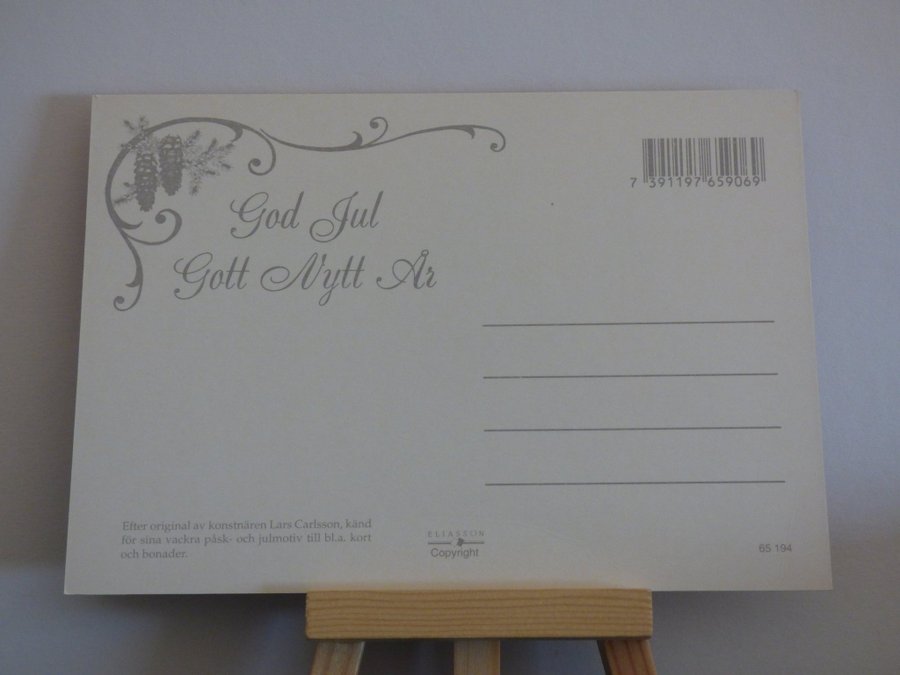 God Jul
Gott Nytt År
7 391197 659069
Efter original av konstnären Lars Carlsson, känd
för sina vackra påsk- och julmotiv till bl.a. kort
och bonader.
ELIASSON
Copyright
65 194